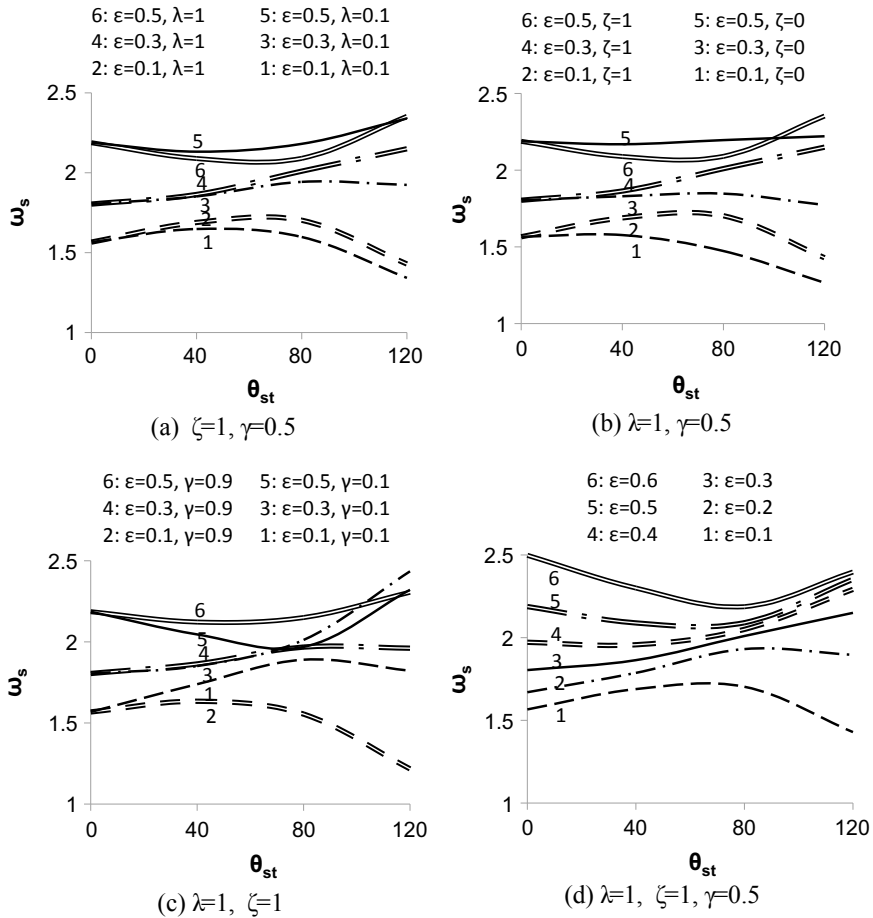 6: ε=0.5, λ=1 5: ε=0.5, λ=0.1
4: ε=0.3, λ=1 3: ε=0.3, λ=0.1
2: ε=0.1, λ=1 1: ε=0.1, λ=0.1
2.5
2
1.5
1
ω_s
5
6
4
3
2
1
0 40 80 120
θ_st
(a) ζ=1, γ=0.5
6: ε=0.5, ζ=1 5: ε=0.5, ζ=0
4: ε=0.3, ζ=1 3: ε=0.3, ζ=0
2: ε=0.1, ζ=1 1: ε=0.1, ζ=0
2.5
2
1.5
1
ω_s
5
6
4
3
2
1
0 40 80 120
θ_st
(b) λ=1, γ=0.5
6: ε=0.5, γ=0.9 5: ε=0.5, γ=0.1
4: ε=0.3, γ=0.9 3: ε=0.3, γ=0.1
2: ε=0.1, γ=0.9 1: ε=0.1, γ=0.1
2.5
2
1.5
1
ω_s
6
5
4
3
1
2
0 40 80 120
θ_st
(c) λ=1, ζ=1
6: ε=0.6 3: ε=0.3
5: ε=0.5 2: ε=0.2
4: ε=0.4 1: ε=0.1
2.5
2
1.5
1
ω_s
6
5
4
3
2
1
0 40 80 120
θ_st
(d) λ=1, ζ=1, γ=0.5